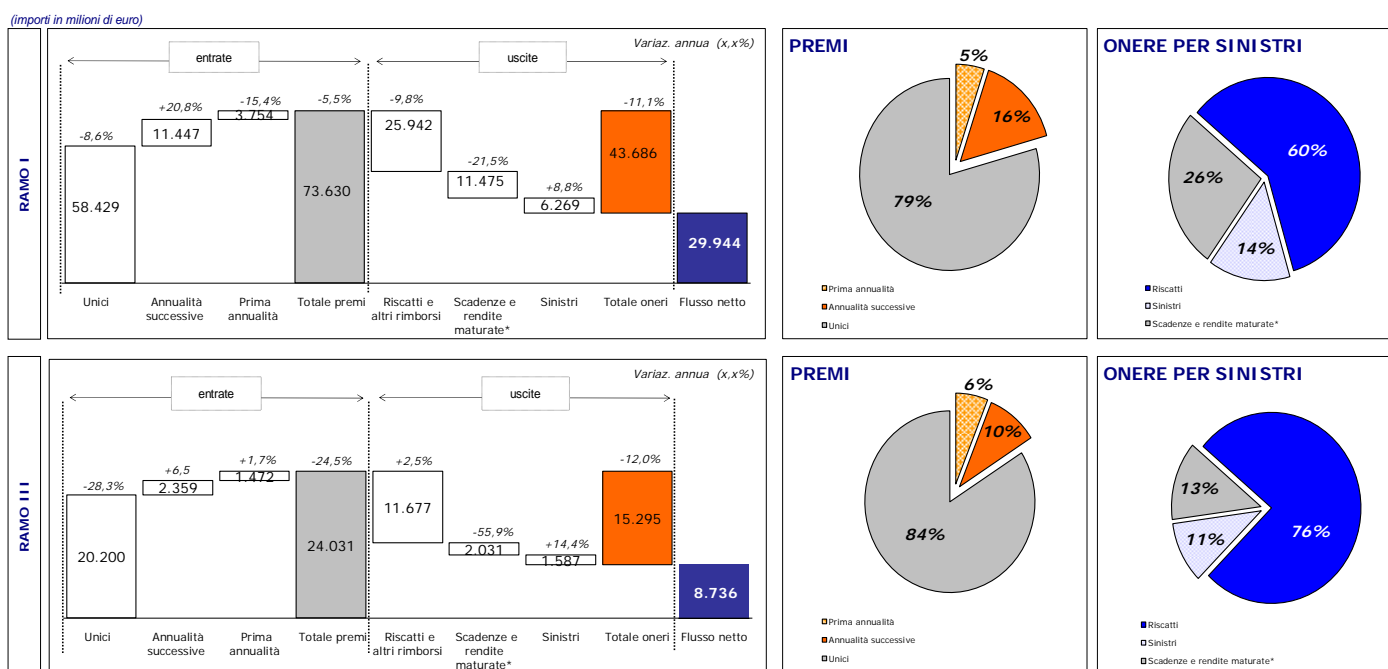 (importi in milioni di euro)
RAMO I
Variaz. annua (x,x%)
entrate
uscite
-8,6%
+20,8%
-15,4%
-5,5%
-9,8%
-21,5%
+8,8%
-11,1%
58.429
11.447
3.754
73.630
25.942
11.475
6.269
43.686
29.944
Unici
Annualità
successive
Prima
annualità
Totale premi
Riscatti e
altri rimborsi
Scadenze e
rendite
maturate*
Sinistri
Totale oneri
Flusso netto
PREMI
5%
16%
79%
Prima annualità
Annualità successive
Unici
ONERE PER SINISTRI
60%
26%
14%
Riscatti
Sinistri
Scadenze e rendite maturate*
RAMO III
Variaz. annua (x,x%)
entrate
uscite
-28,3%
+6,5
+1,7%
-24,5%
+2,5%
-55,9%
+14,4%
-12,0%
20.200
2.359
1.472
24.031
11.677
2.031
1.587
15.295
8.736
Unici
Annualità
successive
Prima
annualità
Totale premi
Riscatti e
altri rimborsi
Scadenze e
rendite
maturate*
Sinistri
Totale oneri
Flusso netto
PREMI
6%
10%
84%
Prima annualità
Annualità successive
Unici
ONERE PER SINISTRI
13%
11%
76%
Riscatti
Sinistri
Scadenze e rendite maturate*